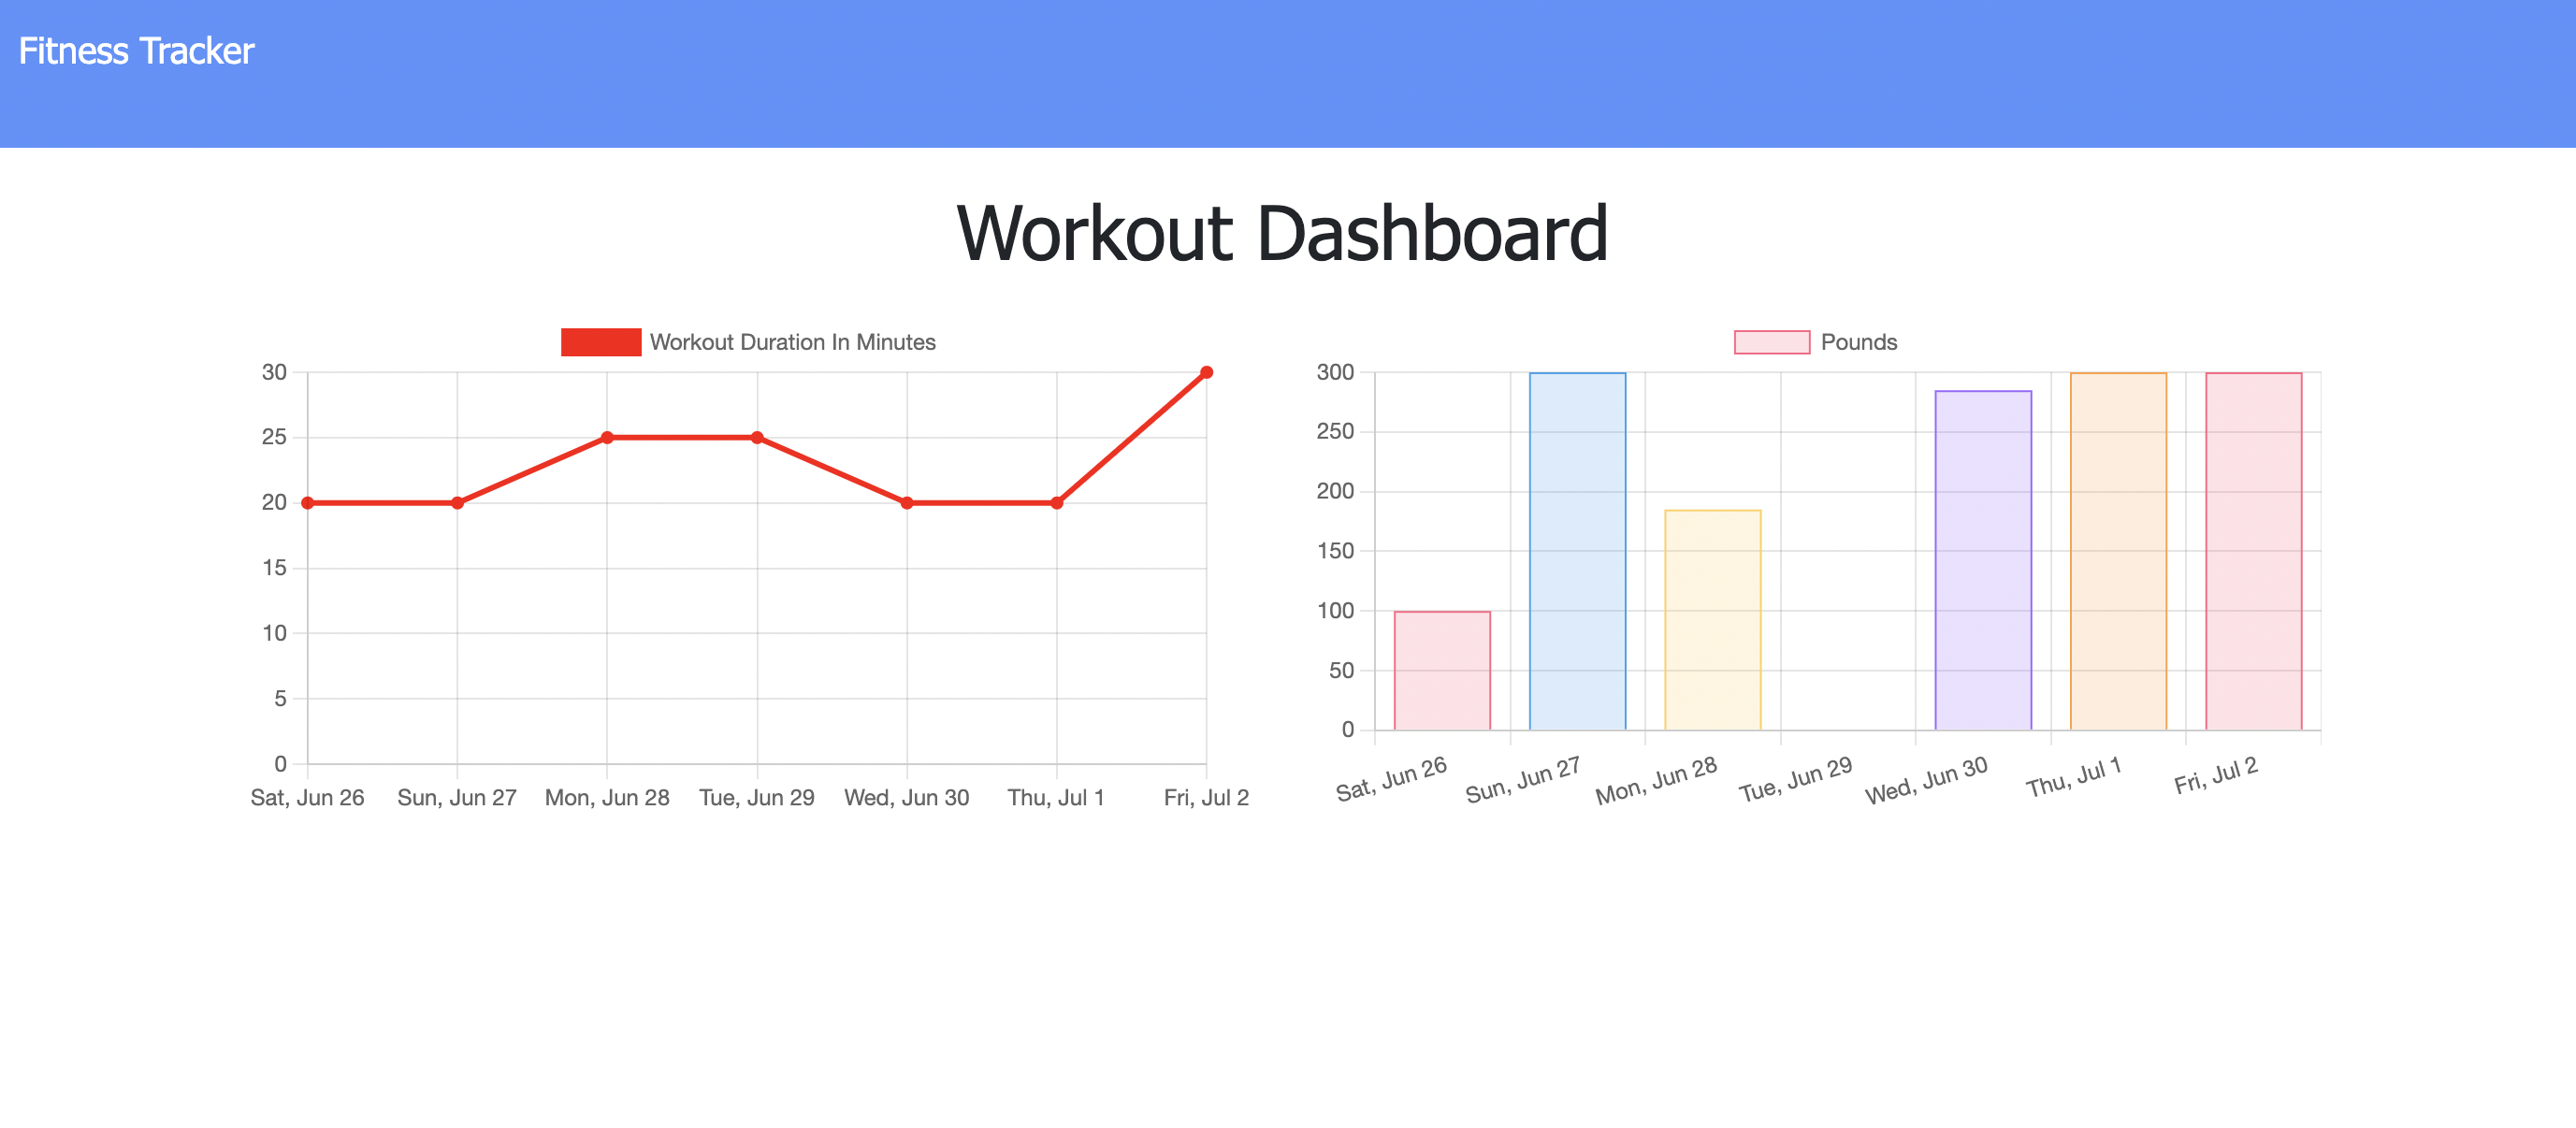 Fitness Tracker
Workout Dashboard
Workout Duration In Minutes
30
25
20
15
10
5
0
Sat, Jun 26 Sun, Jun 27 Mon, Jun 28 Tue, Jun 29 Wed, Jun 30 Thu, Jul 1 Fri, Jul 2
Pounds
300
250
200
150
100
50
0
Sat, Jun 26 Sun, Jun 27 Mon, Jun 28 Tue, Jun 29 Wed, Jun 30 Thu, Jul 1 Fri, Jul 2